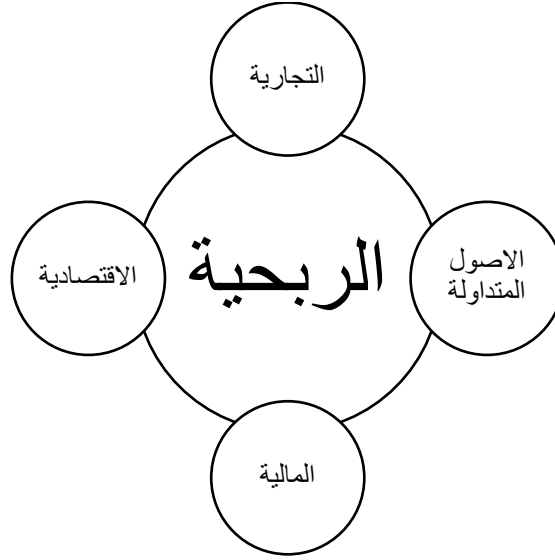 التجارية
الاصول
المتداولة
الربحية
الاقتصادية
المالية